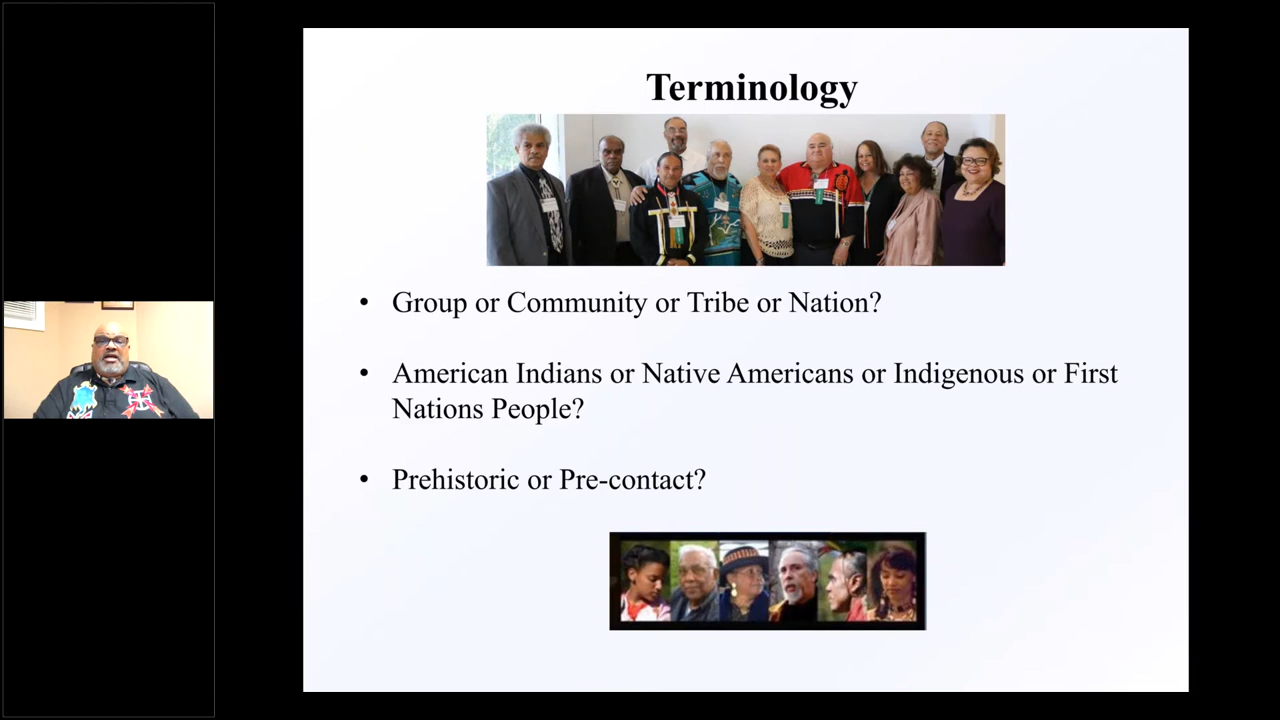 Terminology
• Group or Community or Tribe or Nation?
• American Indians or Native Americans or Indigenous or First
Nations People?
• Prehistoric or Pre-contact?